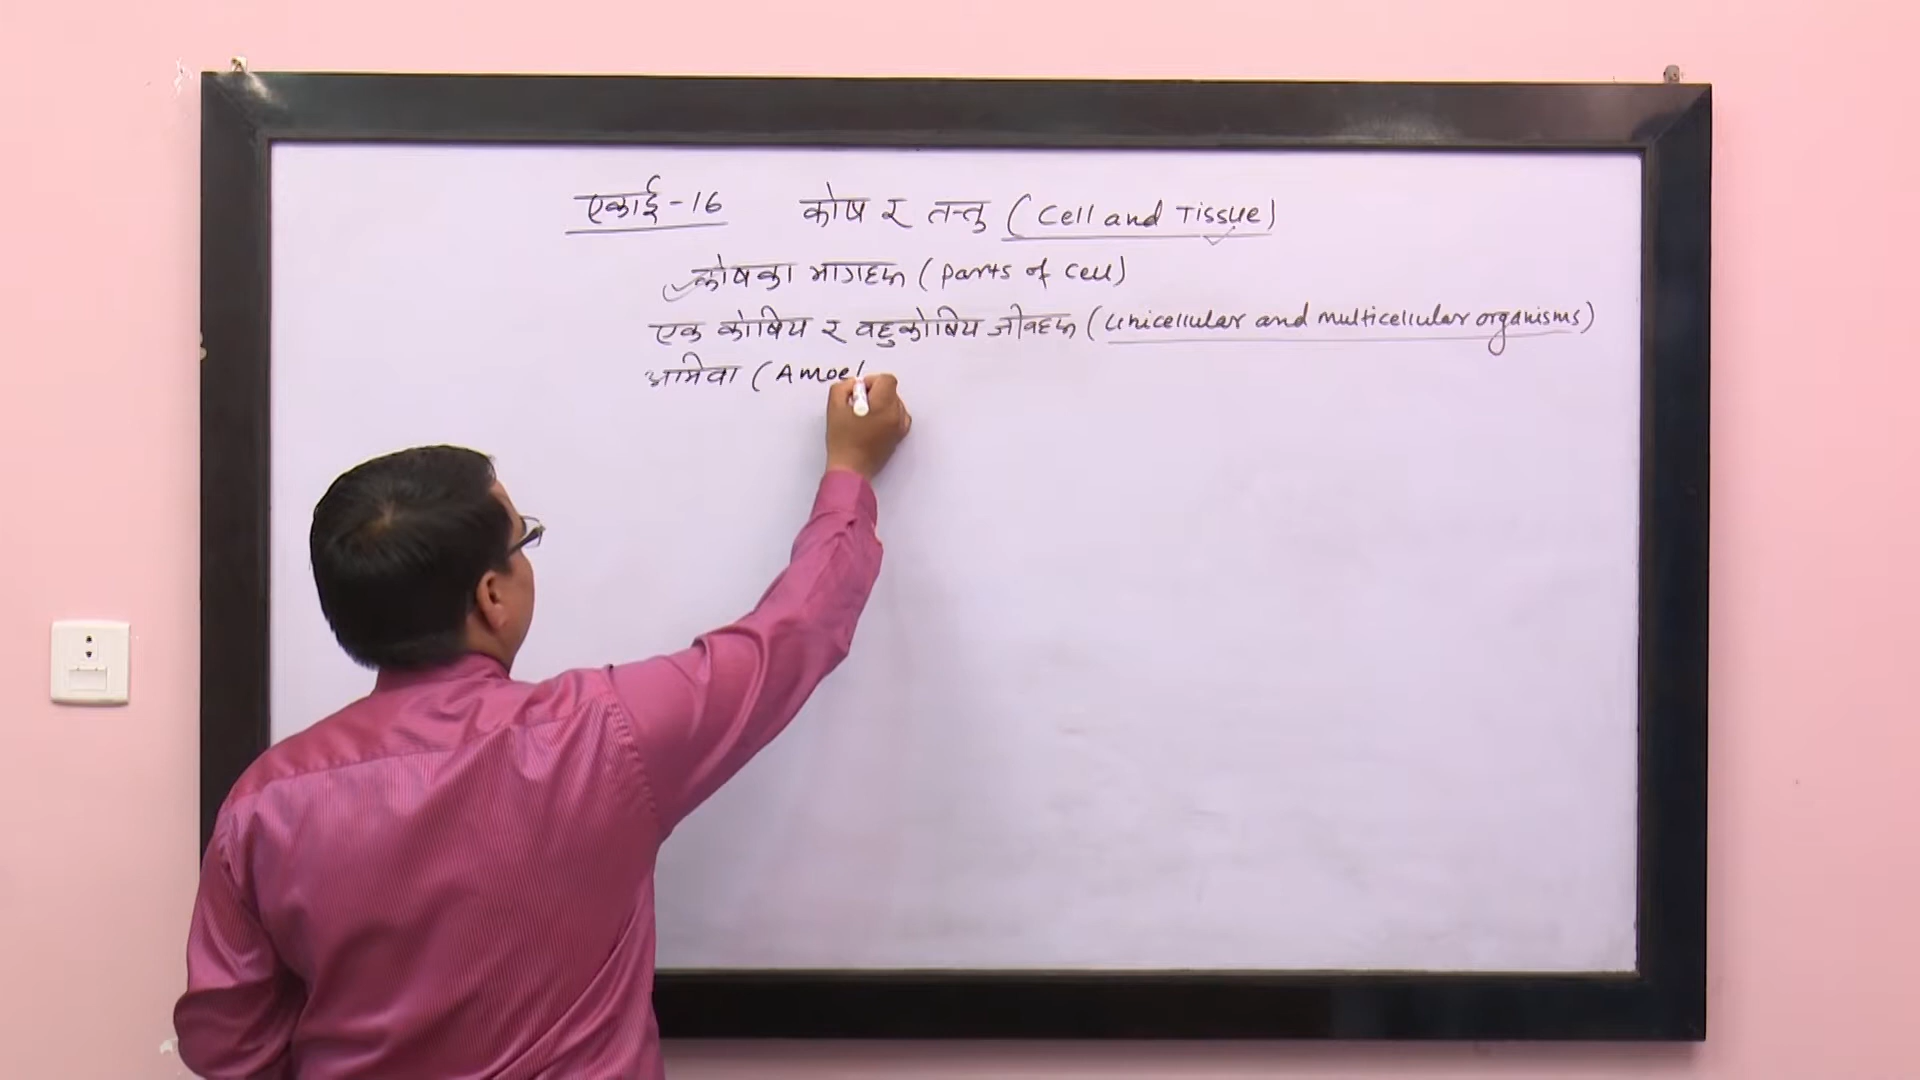 एकाई-16 कोष र तन्तु (Cell and Tissue)
कोषका भागहरू (Parts of Cell)
एक कोषिय र बहुकोषिय जीवहरू (Unicellular and multicellular organisms)
अमिवा (Amoe